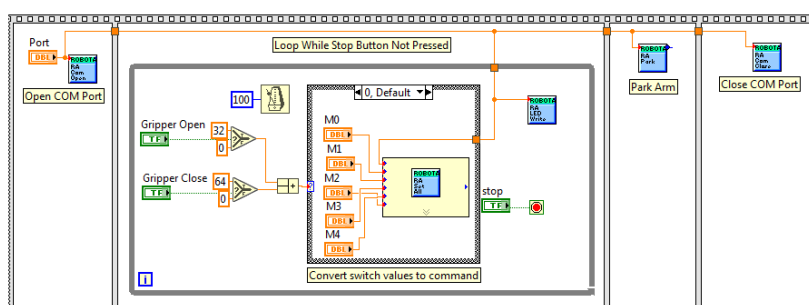 Port
DBL
ROBOTA
RA
Com
Open
Open COM Port
Loop While Stop Button Not Pressed
100
0, Default
Gripper Open
TF
32
0
?
Gripper Close
TF
64
0
?
+
?
M0
DBL
M1
DBL
M2
DBL
M3
DBL
M4
DBL
ROBOTA
RA
Set
All
ROBOTA
RA
LED
Write
stop
TF
i
Convert switch values to command
ROBOTA
RA
Park
Park Arm
ROBOTA
RA
Com
Close
Close COM Port